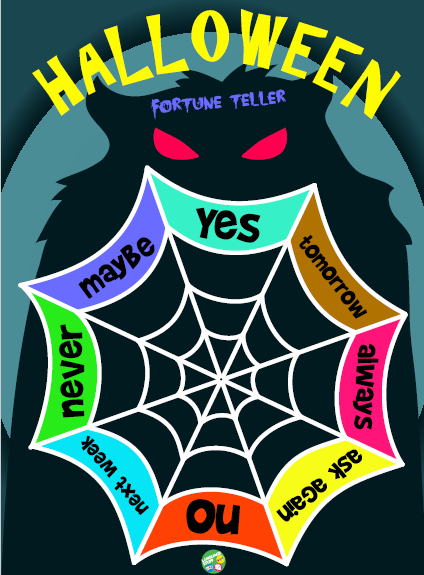 HALLOWEEN
FORTUNE TELLER
yes
tomorrow
always
ask again
no
next week
never
mayBe